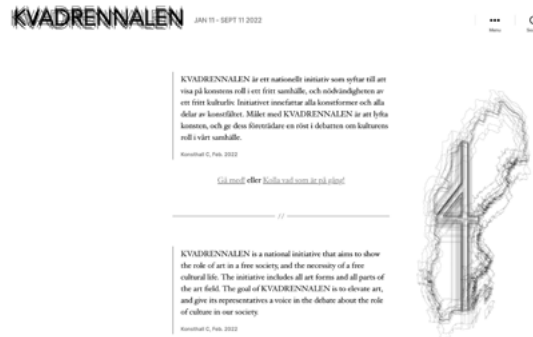 KVADRENNALEN
JAN 11 – SEPT 11 2022
Menu
KVADRENNALEN är ett nationellt initiativ som syftar till att
visa på konstens roll i ett fritt samhälle, och nödvändigheten av
ett fritt kulturliv. Initiativet innefattar alla konstformer och alla
delar av konstfältet. Målet med KVADRENNALEN är att lyfta
konsten, och ge dess företrädare en röst i debatten om kulturens
roll i vårt samhälle.
Konsthall C, Feb. 2022
Gå med! eller Kolla vad som är på gång!
//
KVADRENNALEN is a national initiative that aims to show
the role of art in a free society, and the necessity of a free
cultural life. The initiative includes all art forms and all parts of
the art field. The goal of KVADRENNALEN is to elevate art,
and give its representatives a voice in the debate about the role
of culture in our society.
Konsthall C, Feb. 2022
4